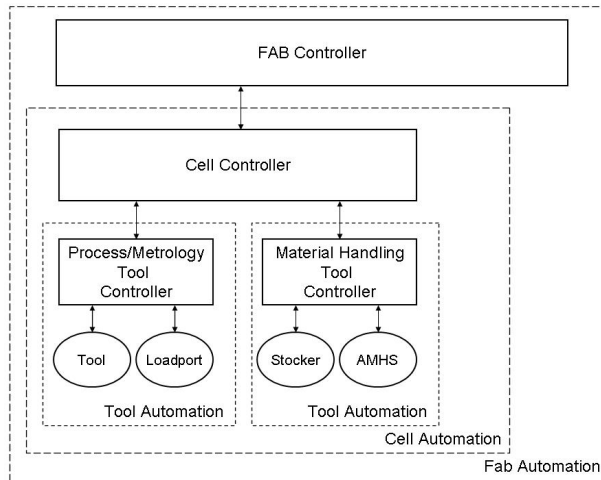 FAB Controller
Cell Controller
Process/Metrology
Tool
Controller
Material Handling
Tool
Controller
Tool
Loadport
Stocker
AMHS
Tool Automation
Tool Automation
Cell Automation
Fab Automation